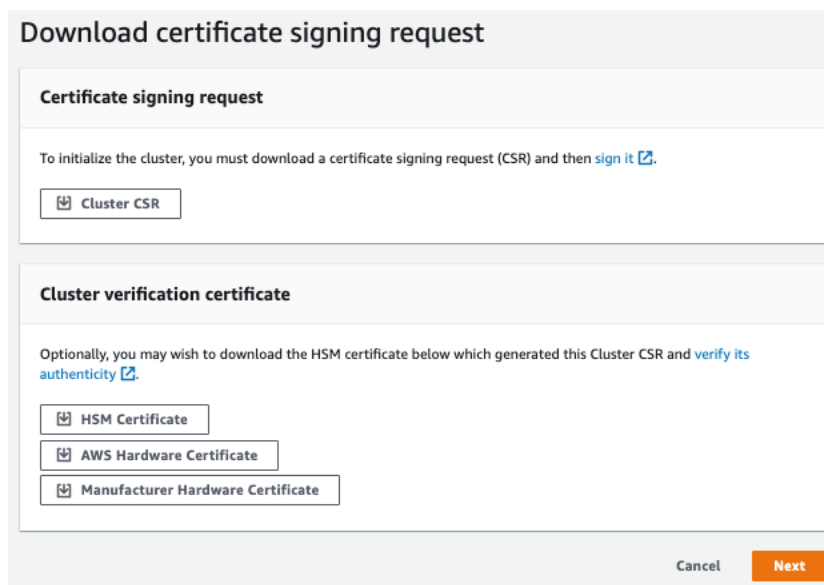 Download certificate signing request
Certificate signing request
To initialize the cluster, you must download a certificate signing request (CSR) and then sign it.
Cluster CSR
Cluster verification certificate
Optionally, you may wish to download the HSM certificate below which generated this Cluster CSR and verify its
authenticity.
HSM Certificate
AWS Hardware Certificate
Manufacturer Hardware Certificate
Cancel Next